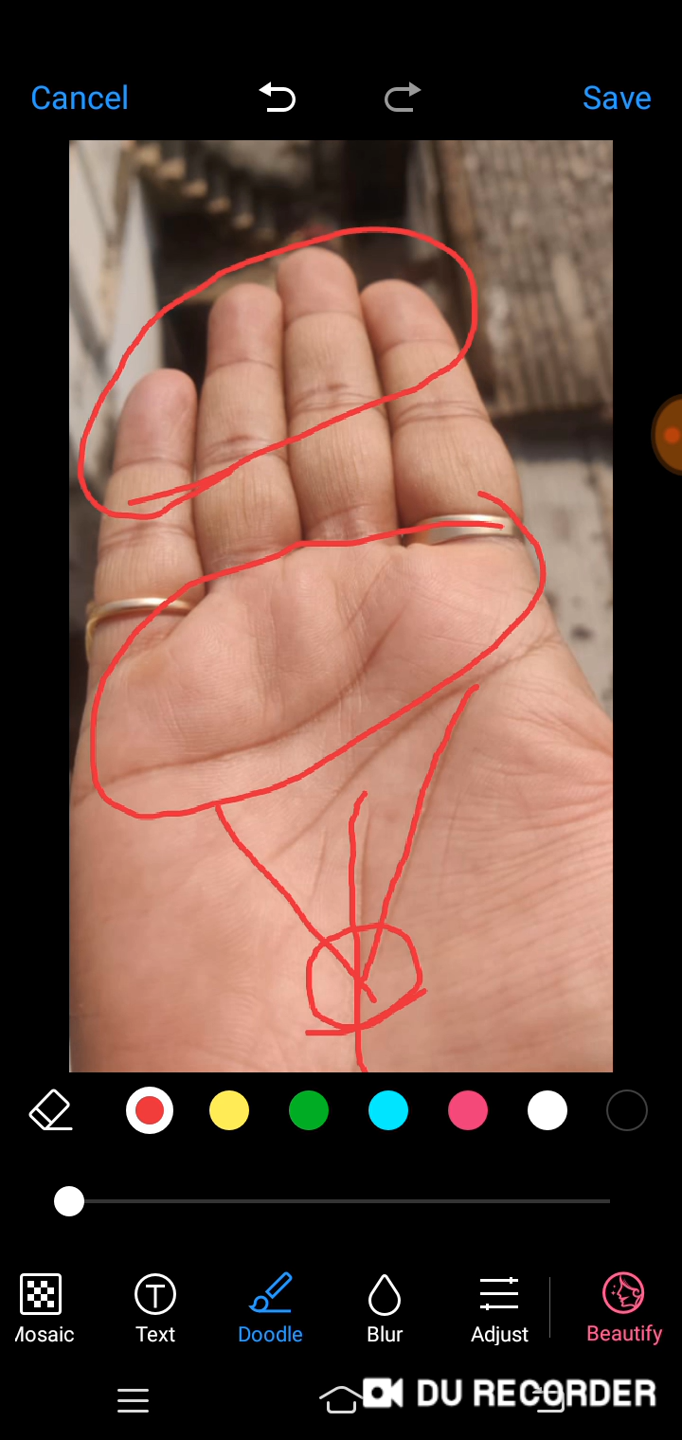 Cancel
Save
Mosaic
Text
Doodle
Blur
Adjust
Beautify
DU RECORDER